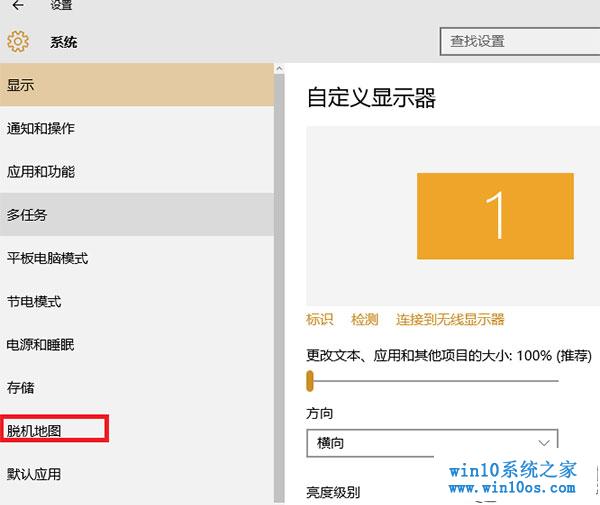 设置
系统
查找设置
显示
通知和操作
应用和功能
多任务
平板电脑模式
节电模式
电源和睡眠
存储
脱机地图
默认应用
自定义显示器
1
标识 检测 连接到无线显示器
更改文本、应用和其他项目的大小: 100% (推荐)
方向
横向
亮度级别
win10系统之家
www.win10os.com